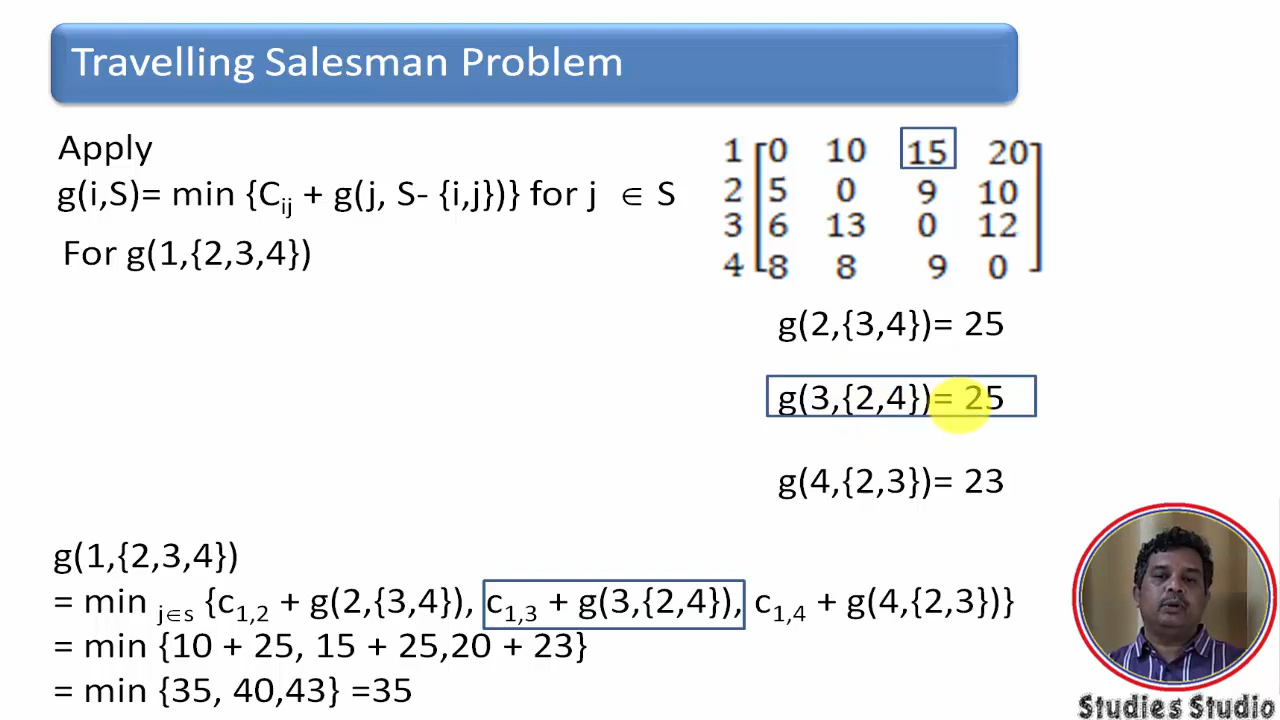 Travelling Salesman Problem
Apply
g(i,S)= min {Cij + g(j, S- {i,j})} for j ∈ S
For g(1,{2,3,4})
1 0 10 15 20
2 5 0 9 10
3 6 13 0 12
4 8 8 9 0
g(2,{3,4})= 25
g(3,{2,4})= 25
g(4,{2,3})= 23
g(1,{2,3,4})
= min j∈s {c1,2 + g(2,{3,4}), c1,3 + g(3,{2,4}), c1,4 + g(4,{2,3})}
= min {10 + 25, 15 + 25,20 + 23}
= min {35, 40,43} =35
Studies Studio